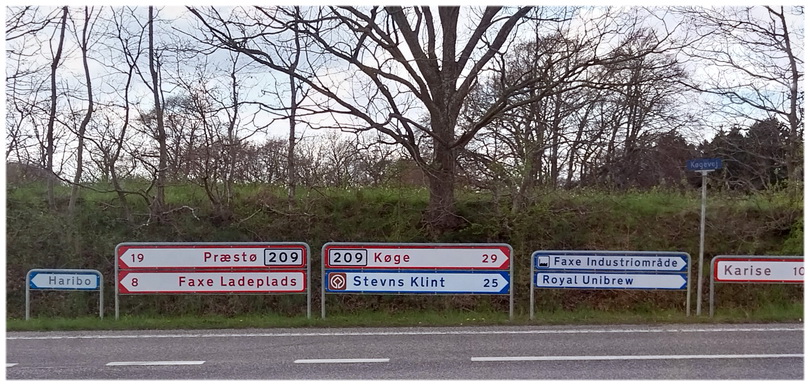 Haribo
19 Præstø 209
8 Faxe Ladeplads
209 Køge 29
Stevns Klint 25
Faxe Industriområde
Royal Unibrew
Køgevej
Karise 10